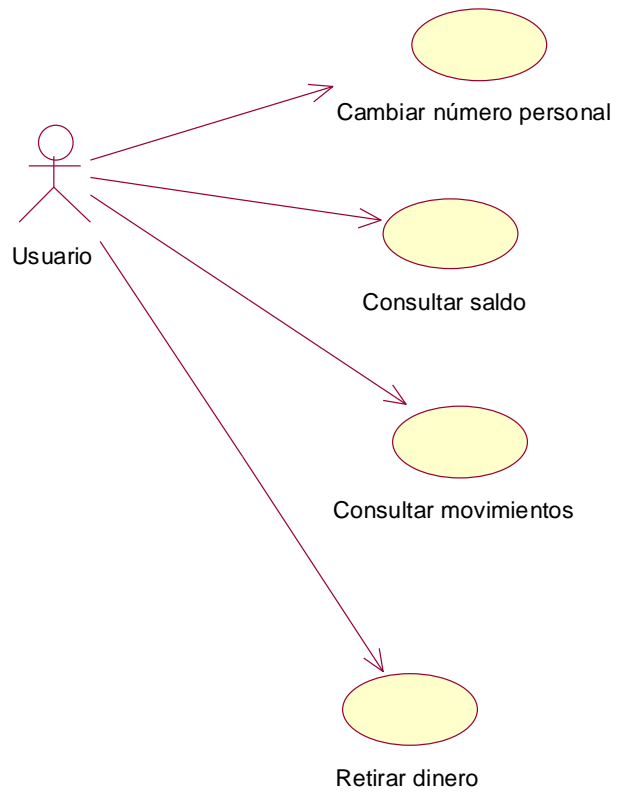 Cambiar número personal
Usuario
Consultar saldo
Consultar movimientos
Retirar dinero